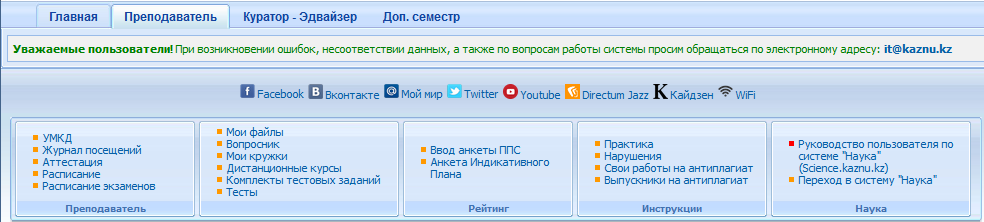 Главная Преподаватель Куратор - Эдвайзер Доп. семестр
Уважаемые пользователи! При возникновении ошибок, несоответствии данных, а также по вопросам работы системы просим обращаться по электронному адресу: it@kaznu.kz
Facebook Вконтакте Мой мир Twitter Youtube Directum Jazz Кайдзен WiFi
УМКД
Журнал посещений
Аттестация
Расписание
Расписание экзаменов
Преподаватель
Мои файлы
Вопросник
Мои кружки
Дистанционные курсы
Комплекты тестовых заданий
Тесты
Ввод анкеты ППС
Анкета Индикативного
Плана
Рейтинг
Практика
Нарушения
Свои работы на антиплагиат
Выпускники на антиплагиат
Инструкции
Руководство пользователя по
системе "Наука"
(Science.kaznu.kz)
Переход в систему "Наука"
Наука